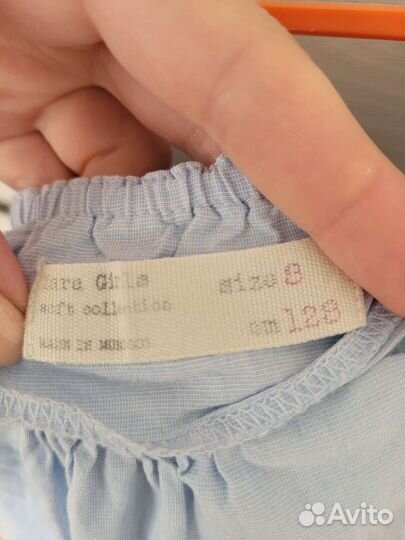 Zara Girls
soft collection
MADE IN MOROCCO
size 8
cm 128
Avito